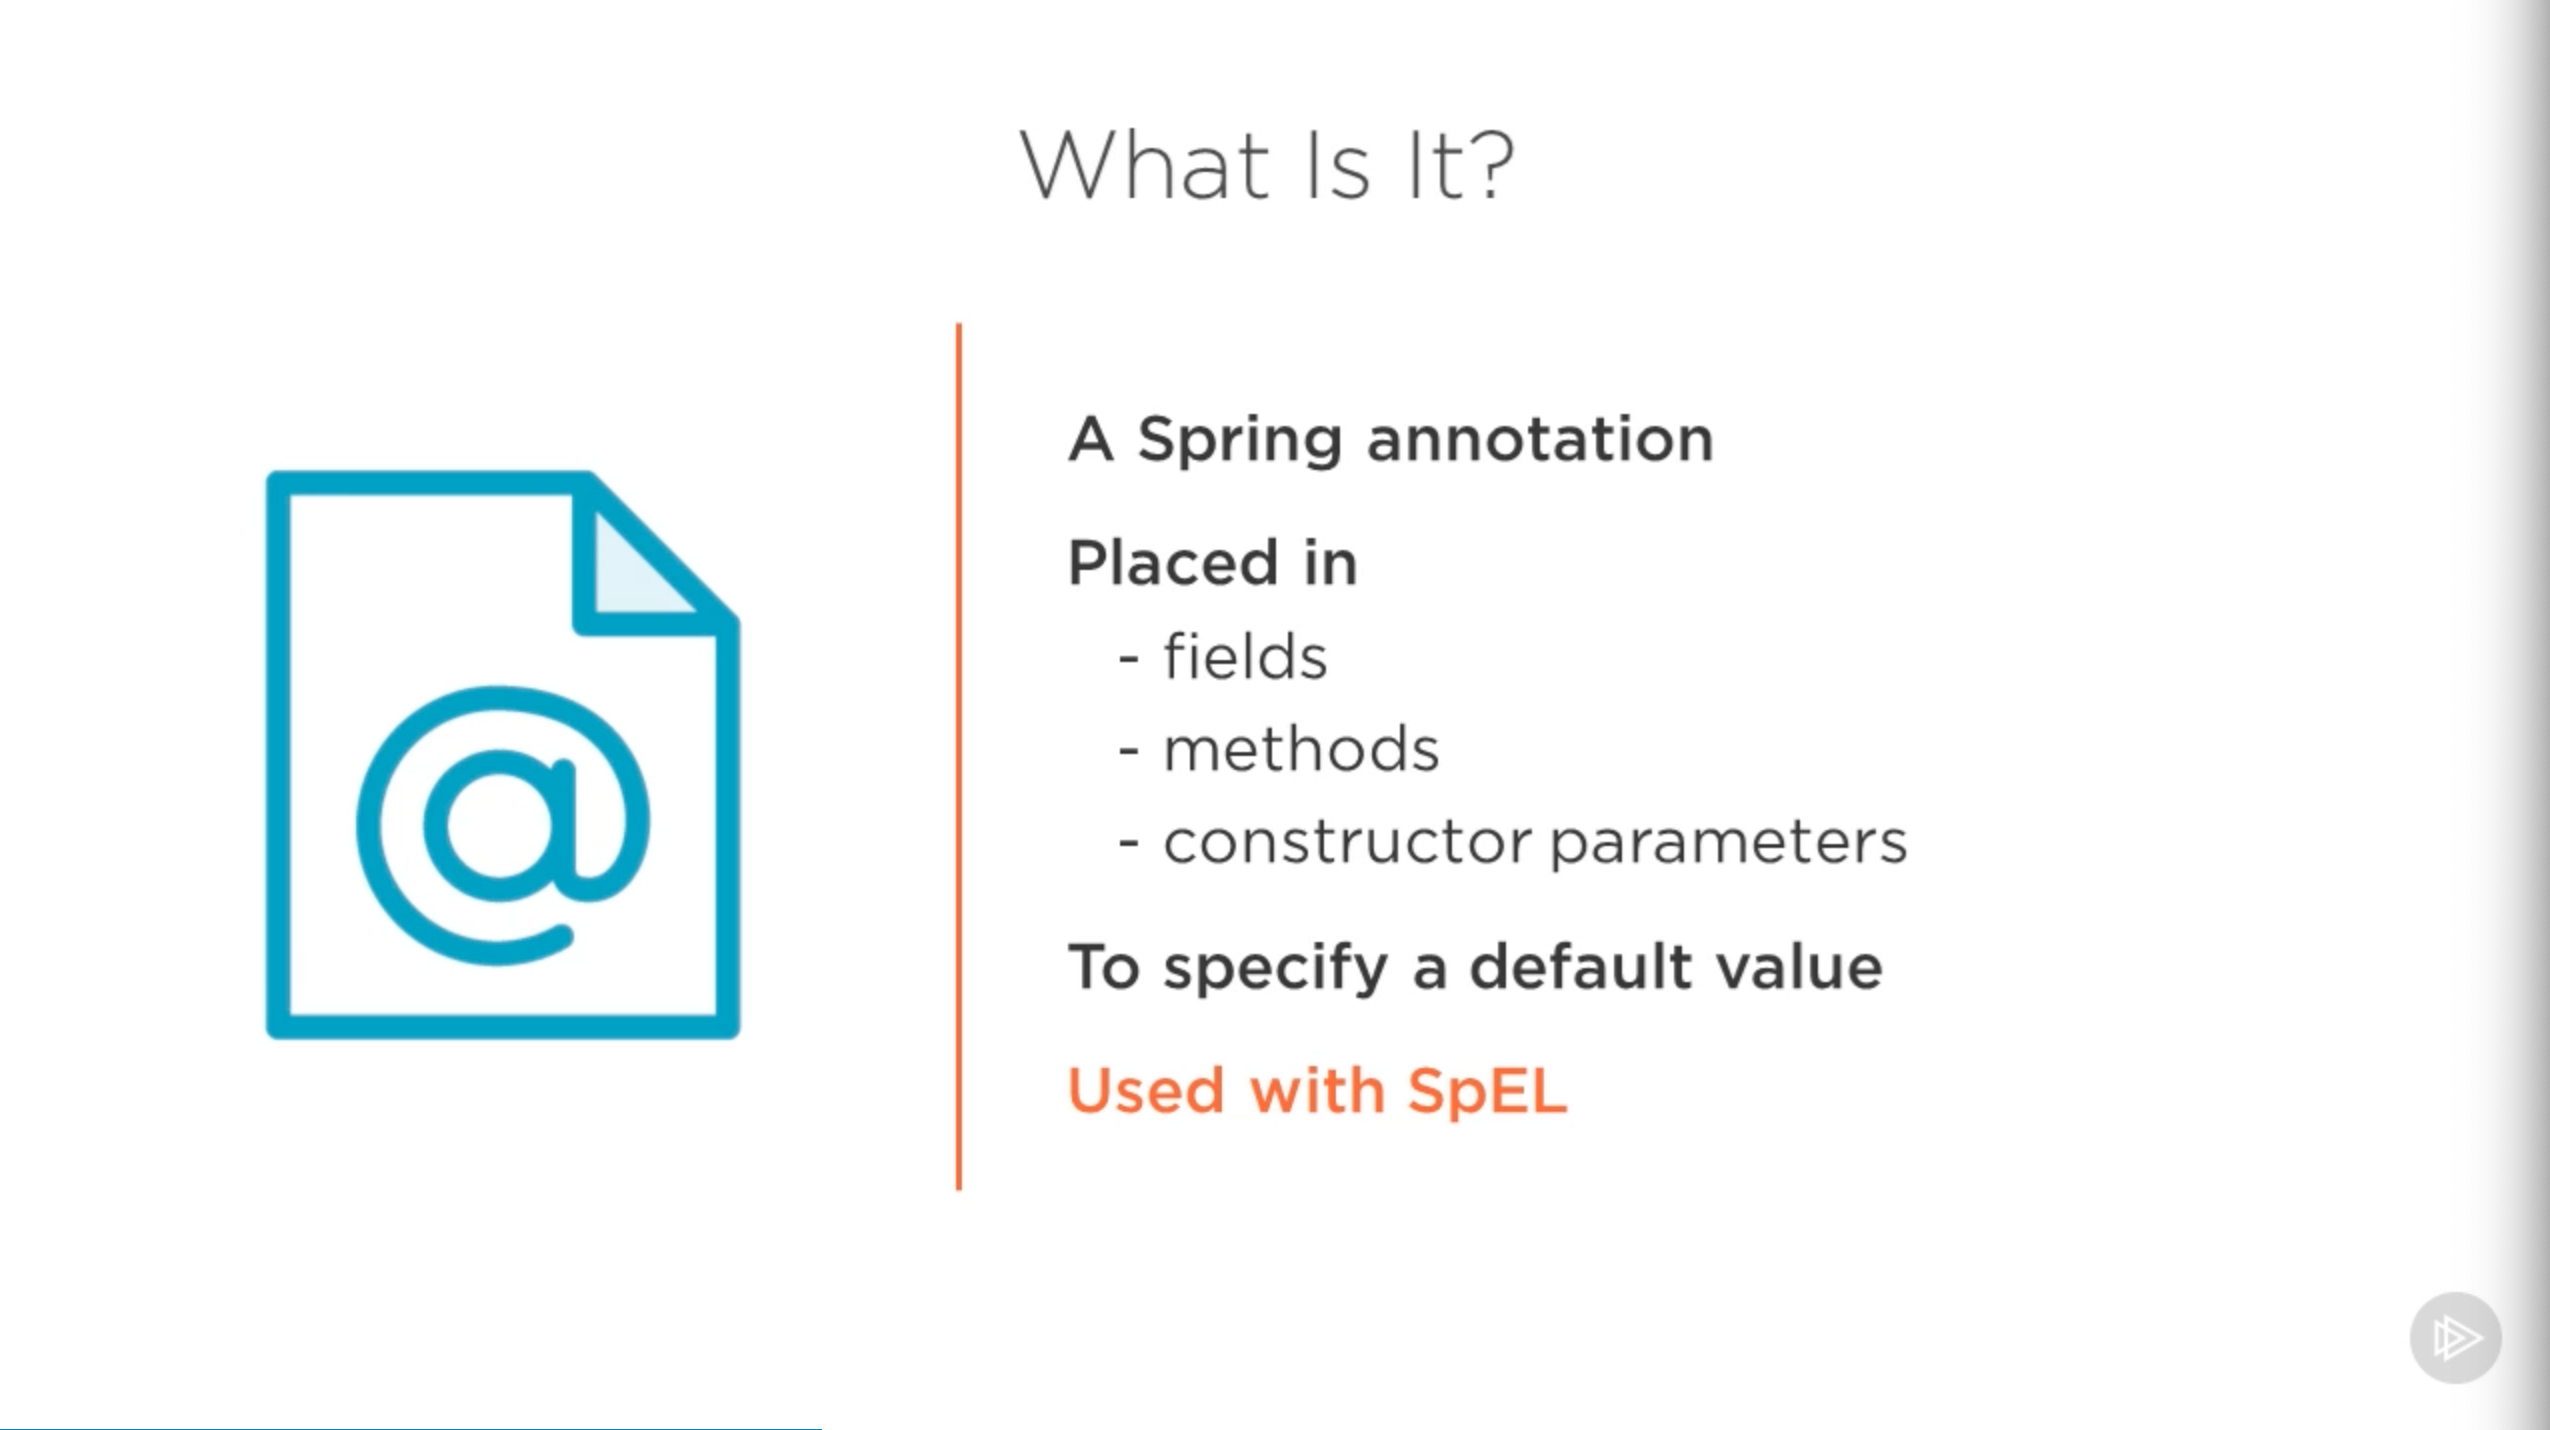 What Is It?
A Spring annotation
Placed in
- fields
- methods
- constructor parameters
To specify a default value
Used with SpEL